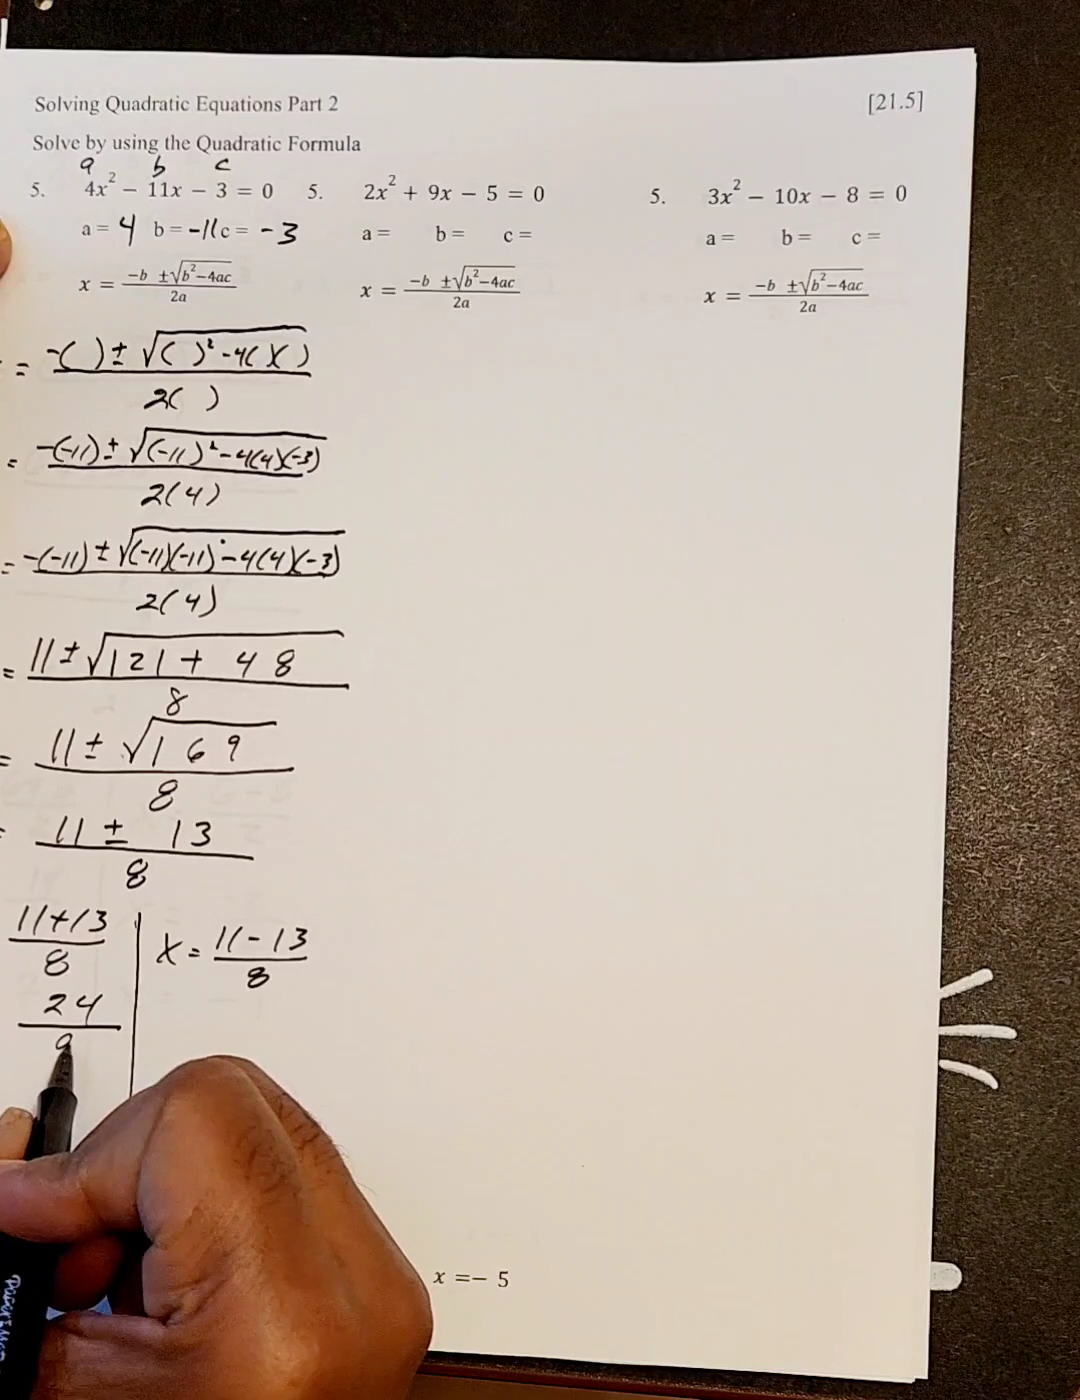 Solving Quadratic Equations Part 2 [21.5]
Solve by using the Quadratic Formula
a b c
5. 4x² − 11x − 3 = 0 5. 2x² + 9x − 5 = 0 5. 3x² − 10x − 8 = 0
a = 4 b = -11 c = -3 a = b = c = a = b = c =
x = (−b ±√(b²−4ac))/2a x = (−b ±√(b²−4ac))/2a x = (−b ±√(b²−4ac))/2a
= -( ) ± √(( )² - 4( )( ))
2( )
= -(-11) ± √((-11)² - 4(4)(-3))
2(4)
= -(-11) ± √((-11)(-11) - 4(4)(-3))
2(4)
= 11 ± √(121 + 48)
8
= 11 ± √169
8
= 11 ± 13
8
11+13 x = 11-13
8 8
24
x =− 5